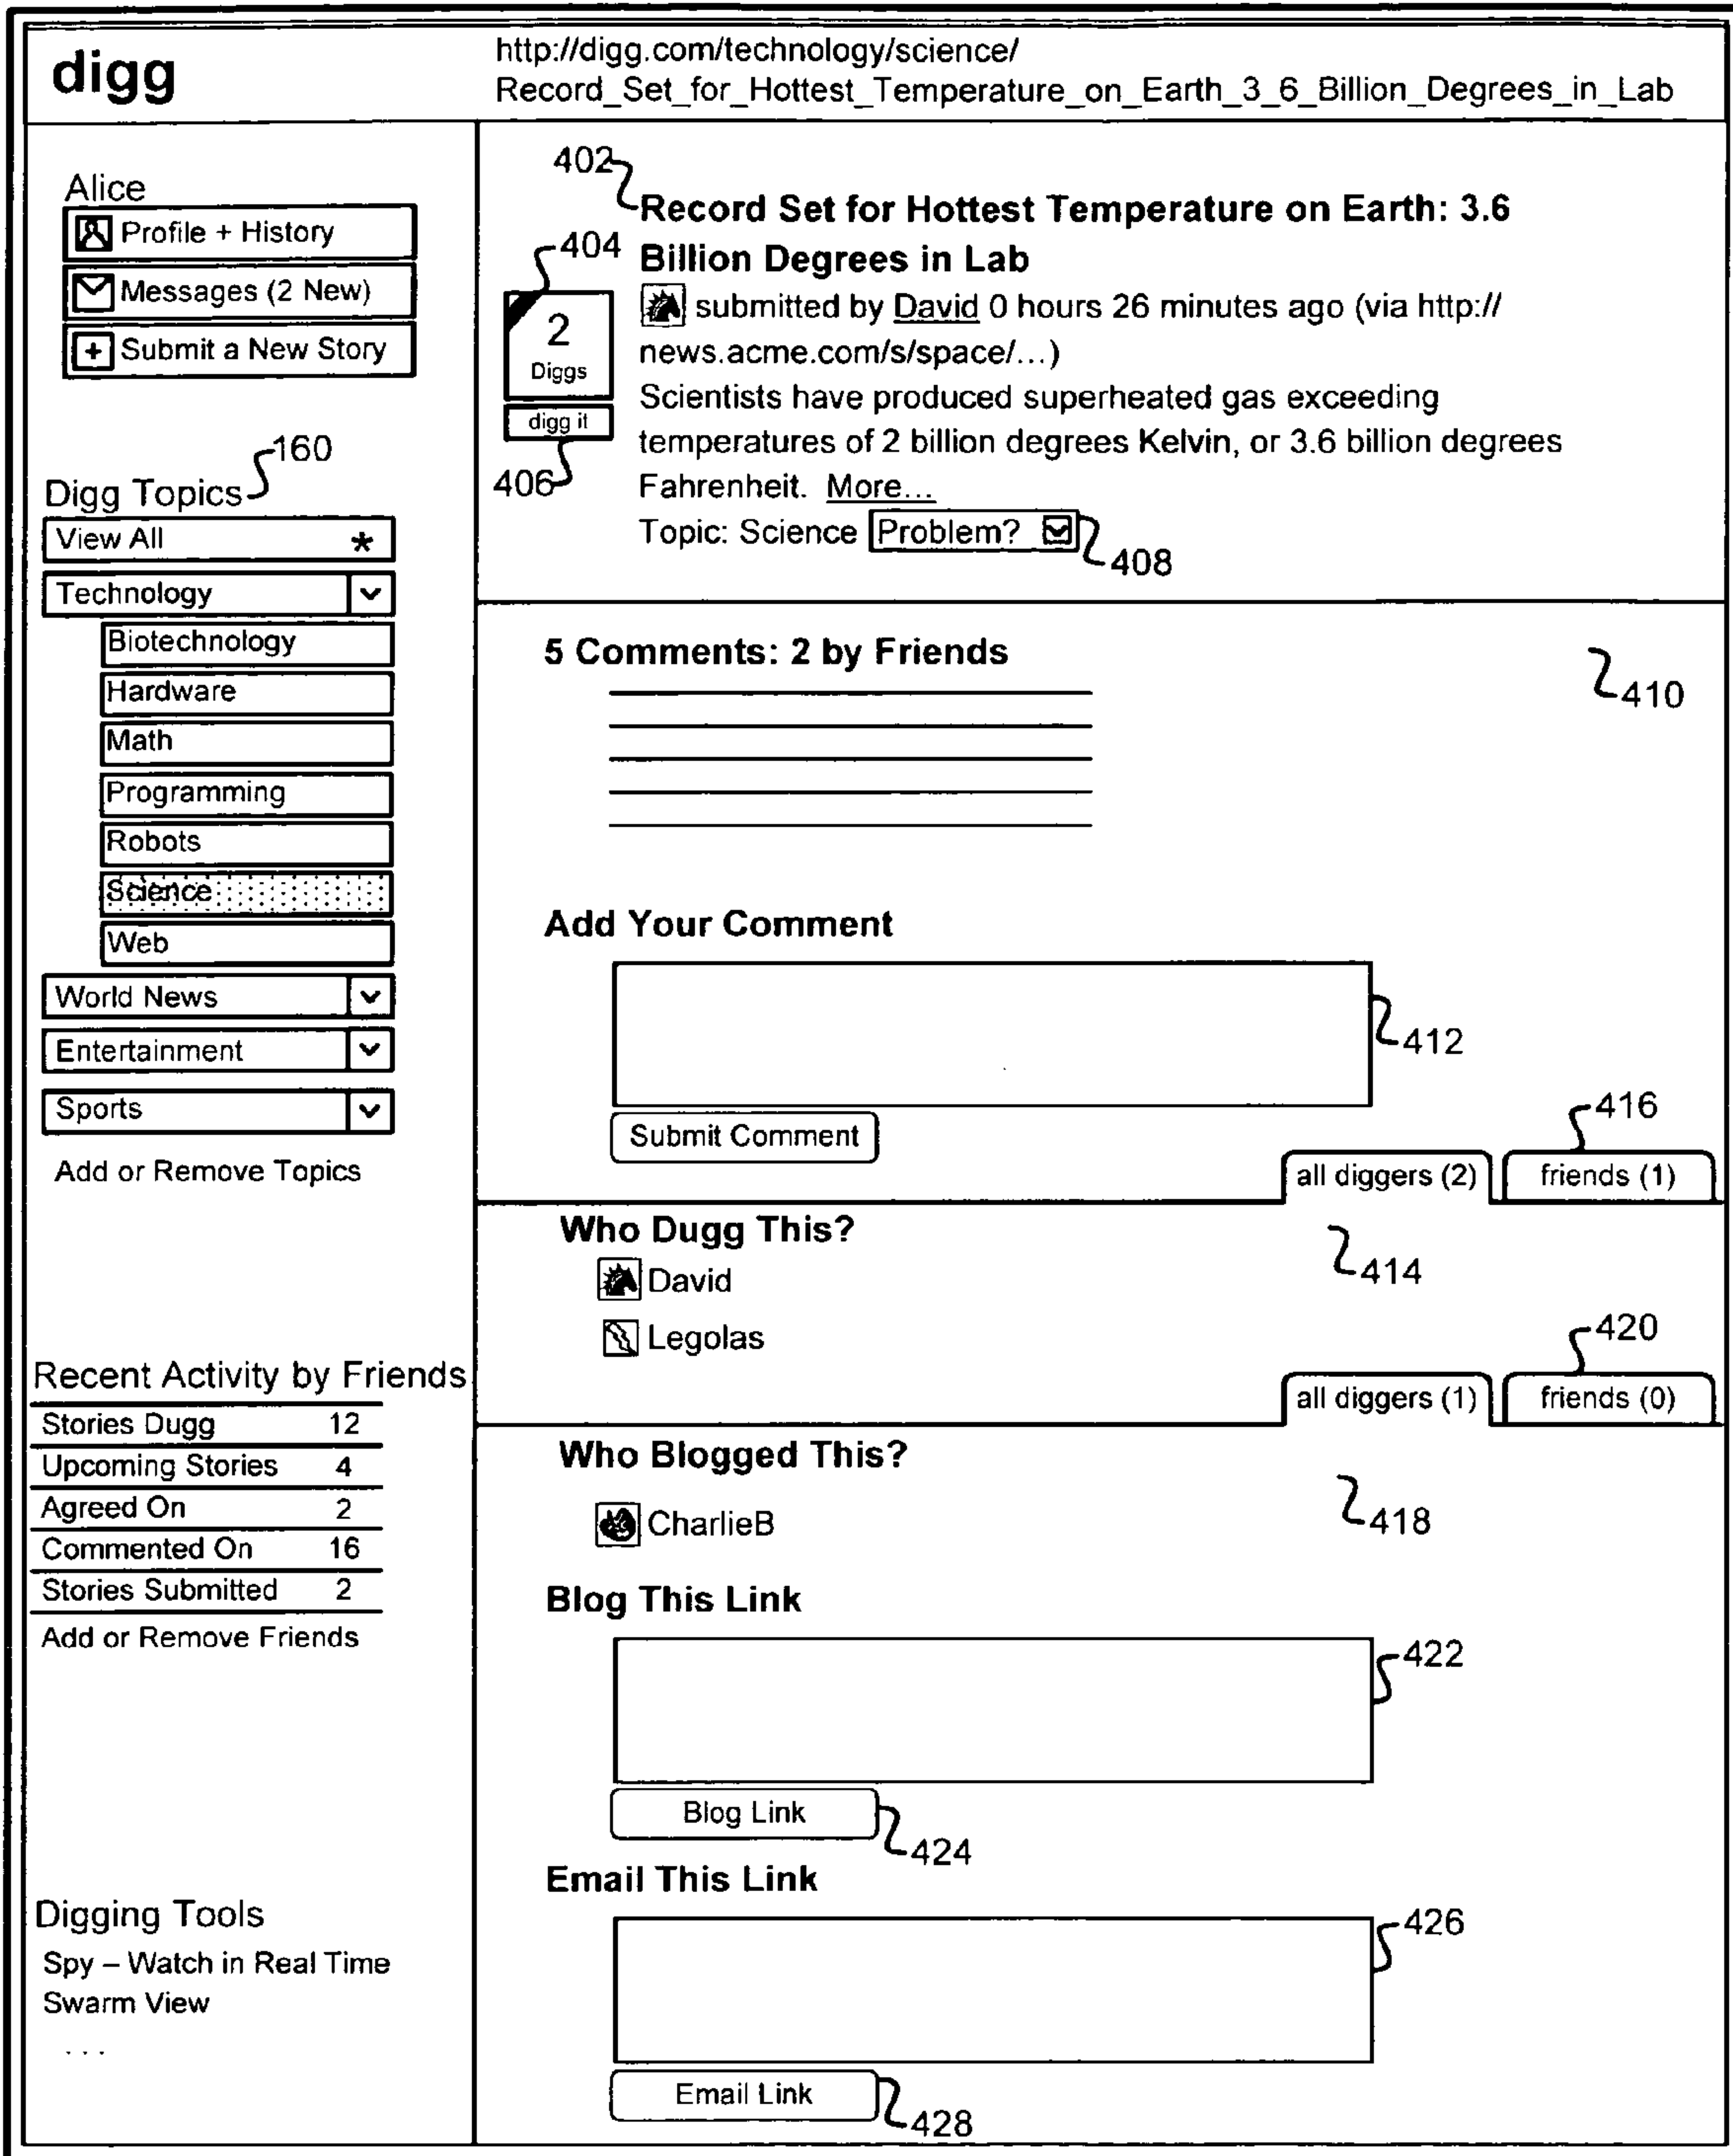 digg
http://digg.com/technology/science/
Record_Set_for_Hottest_Temperature_on_Earth_3_6_Billion_Degrees_in_Lab
Alice
Profile + History
Messages (2 New)
Submit a New Story
160
Digg Topics
View All *
Technology
Biotechnology
Hardware
Math
Programming
Robots
Science
Web
World News
Entertainment
Sports
Add or Remove Topics
Recent Activity by Friends
Stories Dugg 12
Upcoming Stories 4
Agreed On 2
Commented On 16
Stories Submitted 2
Add or Remove Friends
Digging Tools
Spy – Watch in Real Time
Swarm View
. . .
402
Record Set for Hottest Temperature on Earth: 3.6
404
Billion Degrees in Lab
2
Diggs
digg it
406
submitted by David 0 hours 26 minutes ago (via http://
news.acme.com/s/space/...)
Scientists have produced superheated gas exceeding
temperatures of 2 billion degrees Kelvin, or 3.6 billion degrees
Fahrenheit. More...
Topic: Science Problem?
408
5 Comments: 2 by Friends
410
Add Your Comment
412
Submit Comment
416
all diggers (2) friends (1)
Who Dugg This?
414
David
Legolas
420
all diggers (1) friends (0)
Who Blogged This?
418
CharlieB
Blog This Link
422
Blog Link
424
Email This Link
426
Email Link
428